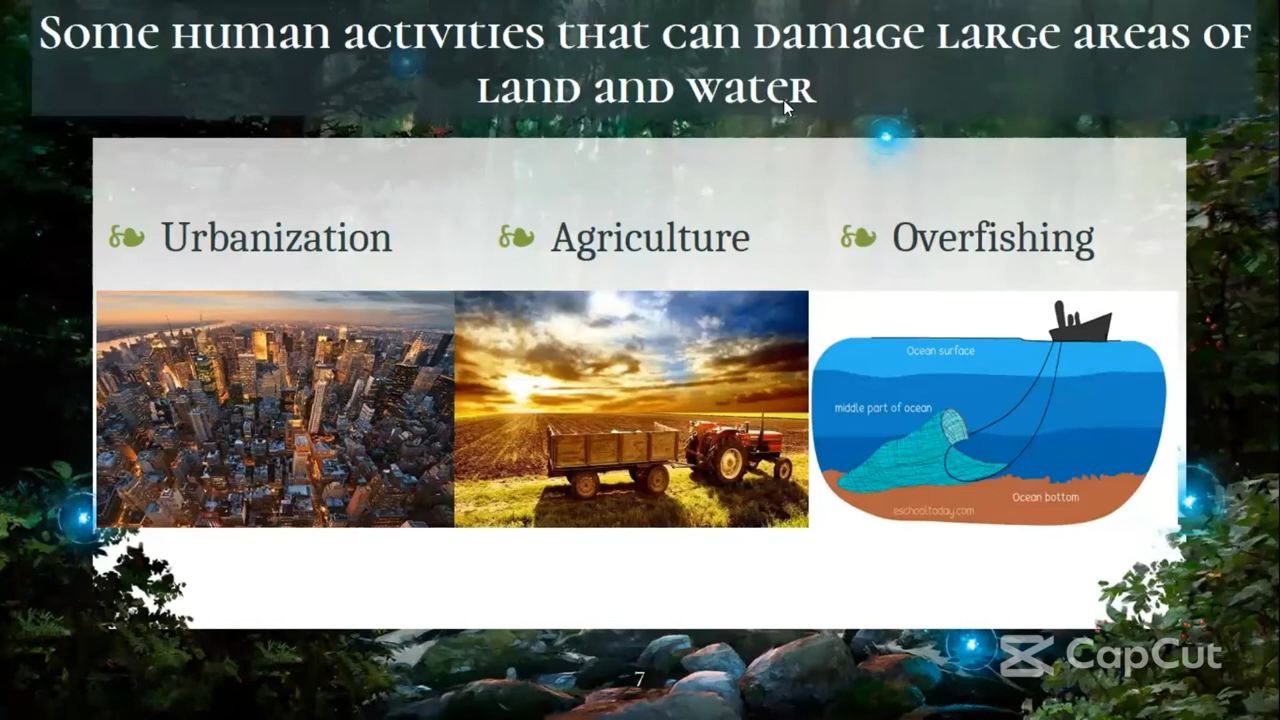 Some human activities that can damage large areas of
land and water
Urbanization
Agriculture
Overfishing
Ocean surface
middle part of ocean
Ocean bottom
eschooltoday.com
7
CapCut